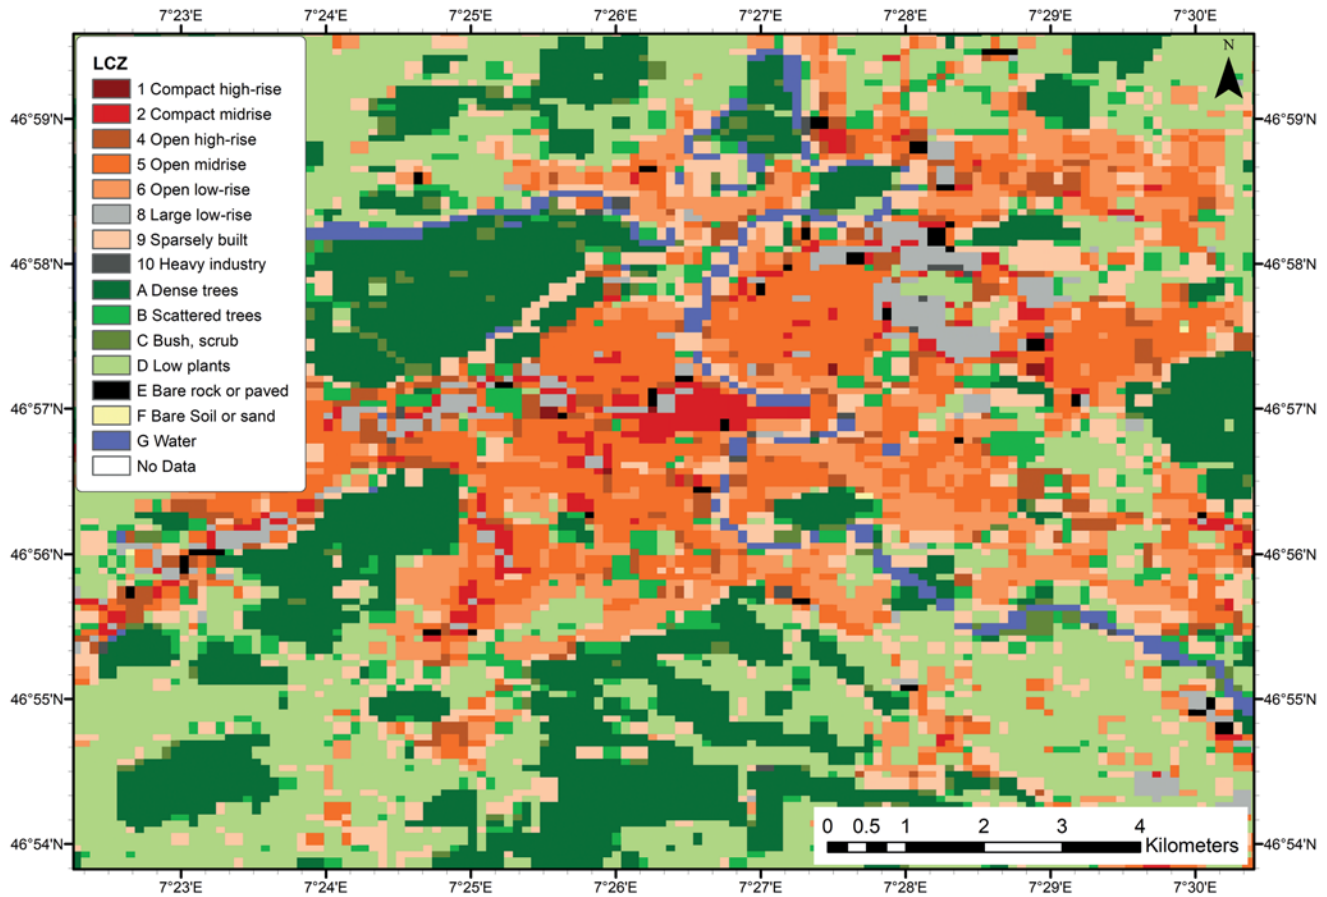 7°23'E 7°24'E 7°25'E 7°26'E 7°27'E 7°28'E 7°29'E 7°30'E
N
LCZ
1 Compact high-rise
2 Compact midrise
4 Open high-rise
5 Open midrise
6 Open low-rise
8 Large low-rise
9 Sparsely built
10 Heavy industry
A Dense trees
B Scattered trees
C Bush, scrub
D Low plants
E Bare rock or paved
F Bare Soil or sand
G Water
No Data
46°59'N 46°59'N
46°58'N 46°58'N
46°57'N 46°57'N
46°56'N 46°56'N
46°55'N 46°55'N
46°54'N 46°54'N
0 0.5 1 2 3 4
Kilometers
7°23'E 7°24'E 7°25'E 7°26'E 7°27'E 7°28'E 7°29'E 7°30'E